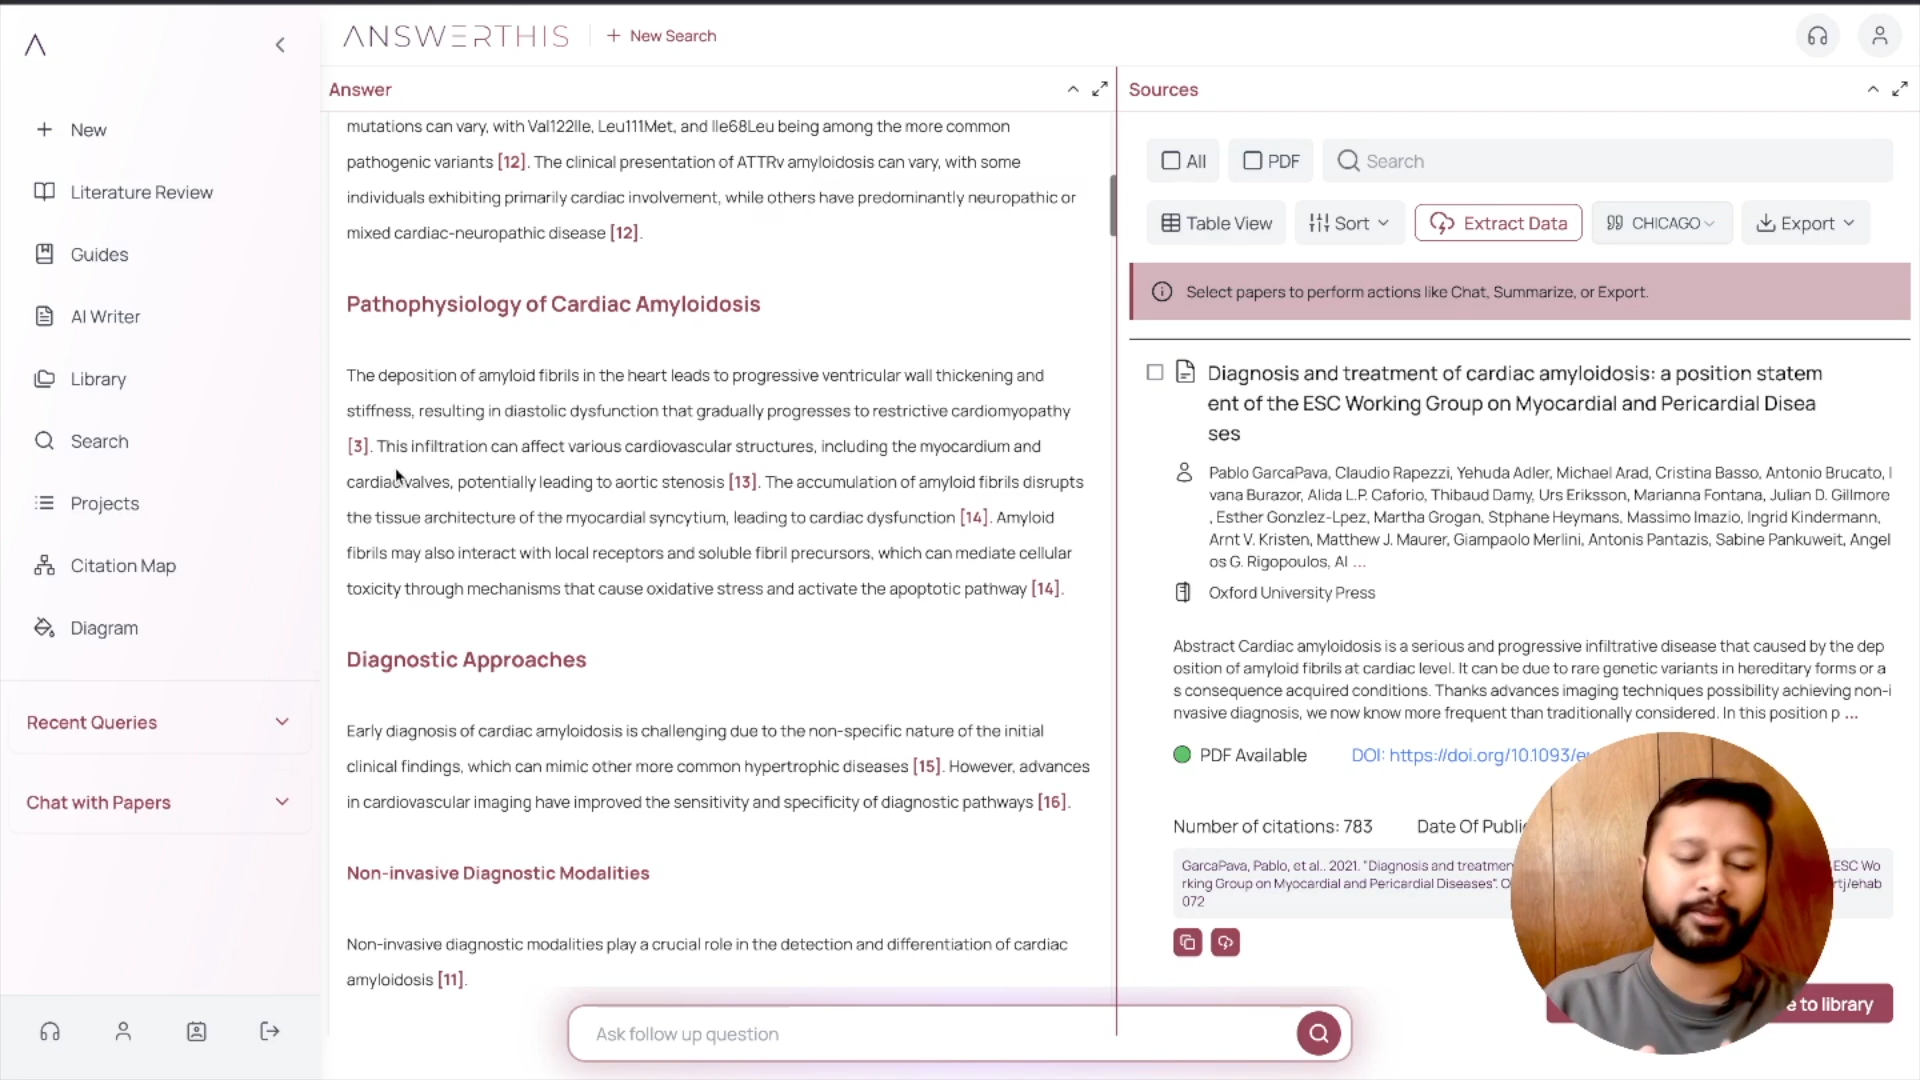 ANSWERTHIS
+ New Search
New
Literature Review
Guides
AI Writer
Library
Search
Projects
Citation Map
Diagram
Recent Queries
Chat with Papers
Answer
mutations can vary, with Val122Ile, Leu111Met, and Ile68Leu being among the more common
pathogenic variants [12]. The clinical presentation of ATTRv amyloidosis can vary, with some
individuals exhibiting primarily cardiac involvement, while others have predominantly neuropathic or
mixed cardiac-neuropathic disease [12].
Pathophysiology of Cardiac Amyloidosis
The deposition of amyloid fibrils in the heart leads to progressive ventricular wall thickening and
stiffness, resulting in diastolic dysfunction that gradually progresses to restrictive cardiomyopathy
[3]. This infiltration can affect various cardiovascular structures, including the myocardium and
cardiac valves, potentially leading to aortic stenosis [13]. The accumulation of amyloid fibrils disrupts
the tissue architecture of the myocardial syncytium, leading to cardiac dysfunction [14]. Amyloid
fibrils may also interact with local receptors and soluble fibril precursors, which can mediate cellular
toxicity through mechanisms that cause oxidative stress and activate the apoptotic pathway [14].
Diagnostic Approaches
Early diagnosis of cardiac amyloidosis is challenging due to the non-specific nature of the initial
clinical findings, which can mimic other more common hypertrophic diseases [15]. However, advances
in cardiovascular imaging have improved the sensitivity and specificity of diagnostic pathways [16].
Non-invasive Diagnostic Modalities
Non-invasive diagnostic modalities play a crucial role in the detection and differentiation of cardiac
amyloidosis [11].
Ask follow up question
Sources
All
PDF
Search
Table View
Sort
Extract Data
CHICAGO
Export
Select papers to perform actions like Chat, Summarize, or Export.
Diagnosis and treatment of cardiac amyloidosis: a position statem
ent of the ESC Working Group on Myocardial and Pericardial Disea
ses
Pablo GarcaPava, Claudio Rapezzi, Yehuda Adler, Michael Arad, Cristina Basso, Antonio Brucato, I
vana Burazor, Alida L.P. Caforio, Thibaud Damy, Urs Eriksson, Marianna Fontana, Julian D. Gillmore
, Esther Gonzlez-Lpez, Martha Grogan, Stphane Heymans, Massimo Imazio, Ingrid Kindermann,
Arnt V. Kristen, Matthew J. Maurer, Giampaolo Merlini, Antonis Pantazis, Sabine Pankuweit, Angel
os G. Rigopoulos, Al ...
Oxford University Press
Abstract Cardiac amyloidosis is a serious and progressive infiltrative disease that caused by the dep
osition of amyloid fibrils at cardiac level. It can be due to rare genetic variants in hereditary forms or a
s consequence acquired conditions. Thanks advances imaging techniques possibility achieving non-i
nvasive diagnosis, we now know more frequent than traditionally considered. In this position p ...
PDF Available
DOI: https://doi.org/10.1093/e
Number of citations: 783
Date Of Publi
GarcaPava, Pablo, et al.. 2021. "Diagnosis and treatmen ESC Wo
rking Group on Myocardial and Pericardial Diseases". O rtj/ehab
072
e to library